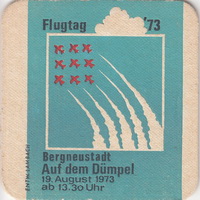 Flugtag '73
Bergneustadt
Auf dem Dümpel
19. August 1973
ab 13.30 Uhr